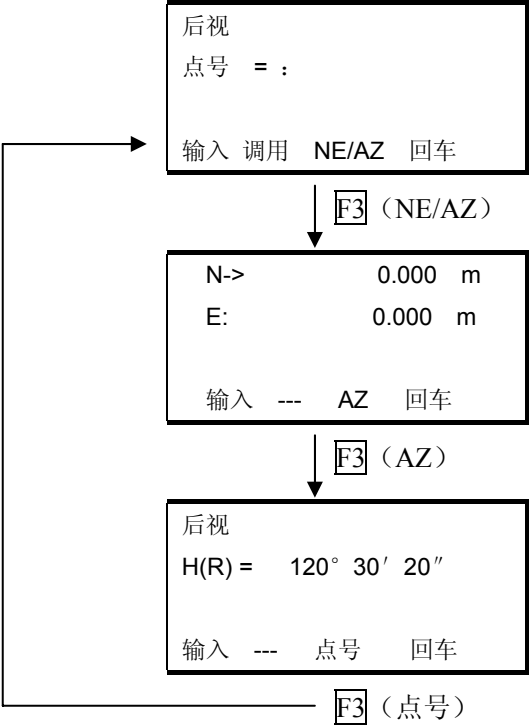 后视
点号 = ：
输入 调用 NE/AZ 回车
F3（NE/AZ）
N-> 0.000 m
E: 0.000 m
输入 --- AZ 回车
F3（AZ）
后视
H(R) = 120° 30′ 20″
输入 --- 点号 回车
F3（点号）